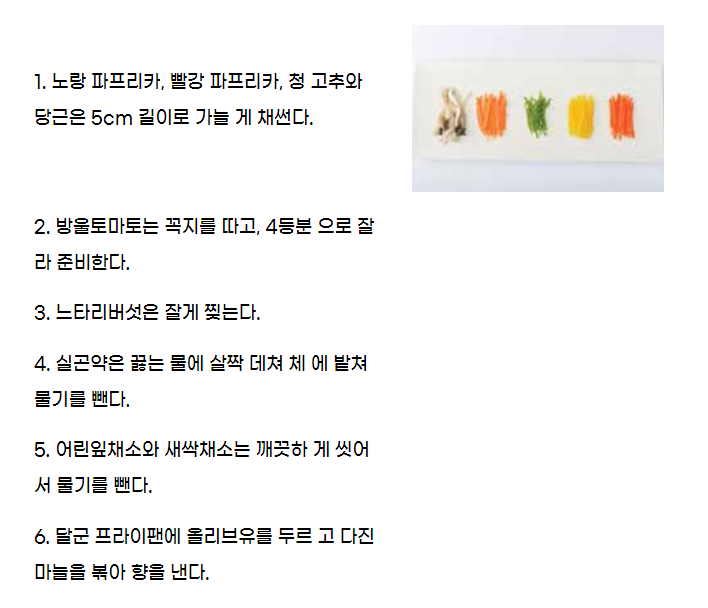 1. 노랑 파프리카, 빨강 파프리카, 청 고추와
당근은 5cm 길이로 가늘 게 채썬다.
2. 방울토마토는 꼭지를 따고, 4등분 으로 잘
라 준비한다.
3. 느타리버섯은 잘게 찢는다.
4. 실곤약은 끓는 물에 살짝 데쳐 체 에 밭쳐
물기를 뺀다.
5. 어린잎채소와 새싹채소는 깨끗하 게 씻어
서 물기를 뺀다.
6. 달군 프라이팬에 올리브유를 두르 고 다진
마늘을 볶아 향을 낸다.